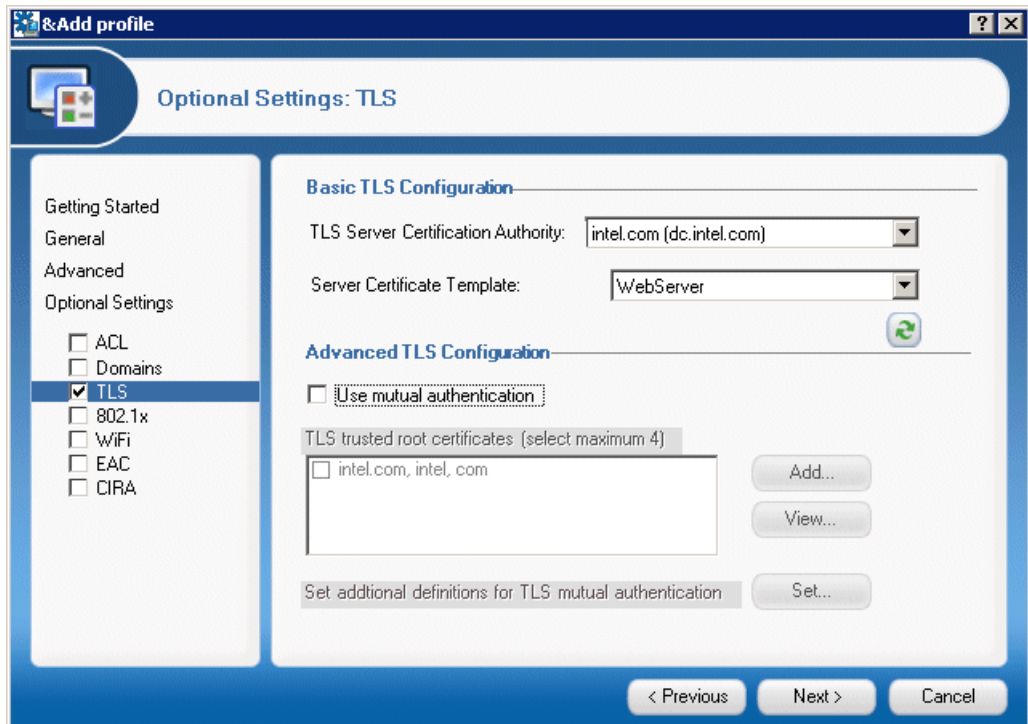 &Add profile
Optional Settings: TLS
Getting Started
General
Advanced
Optional Settings
ACL
Domains
TLS
802.1x
WiFi
EAC
CIRA
Basic TLS Configuration
TLS Server Certification Authority: intel.com (dc.intel.com)
Server Certificate Template: WebServer
Advanced TLS Configuration
Use mutual authentication
TLS trusted root certificates (select maximum 4)
intel.com, intel, com
Add...
View...
Set addtional definitions for TLS mutual authentication Set...
< Previous Next > Cancel